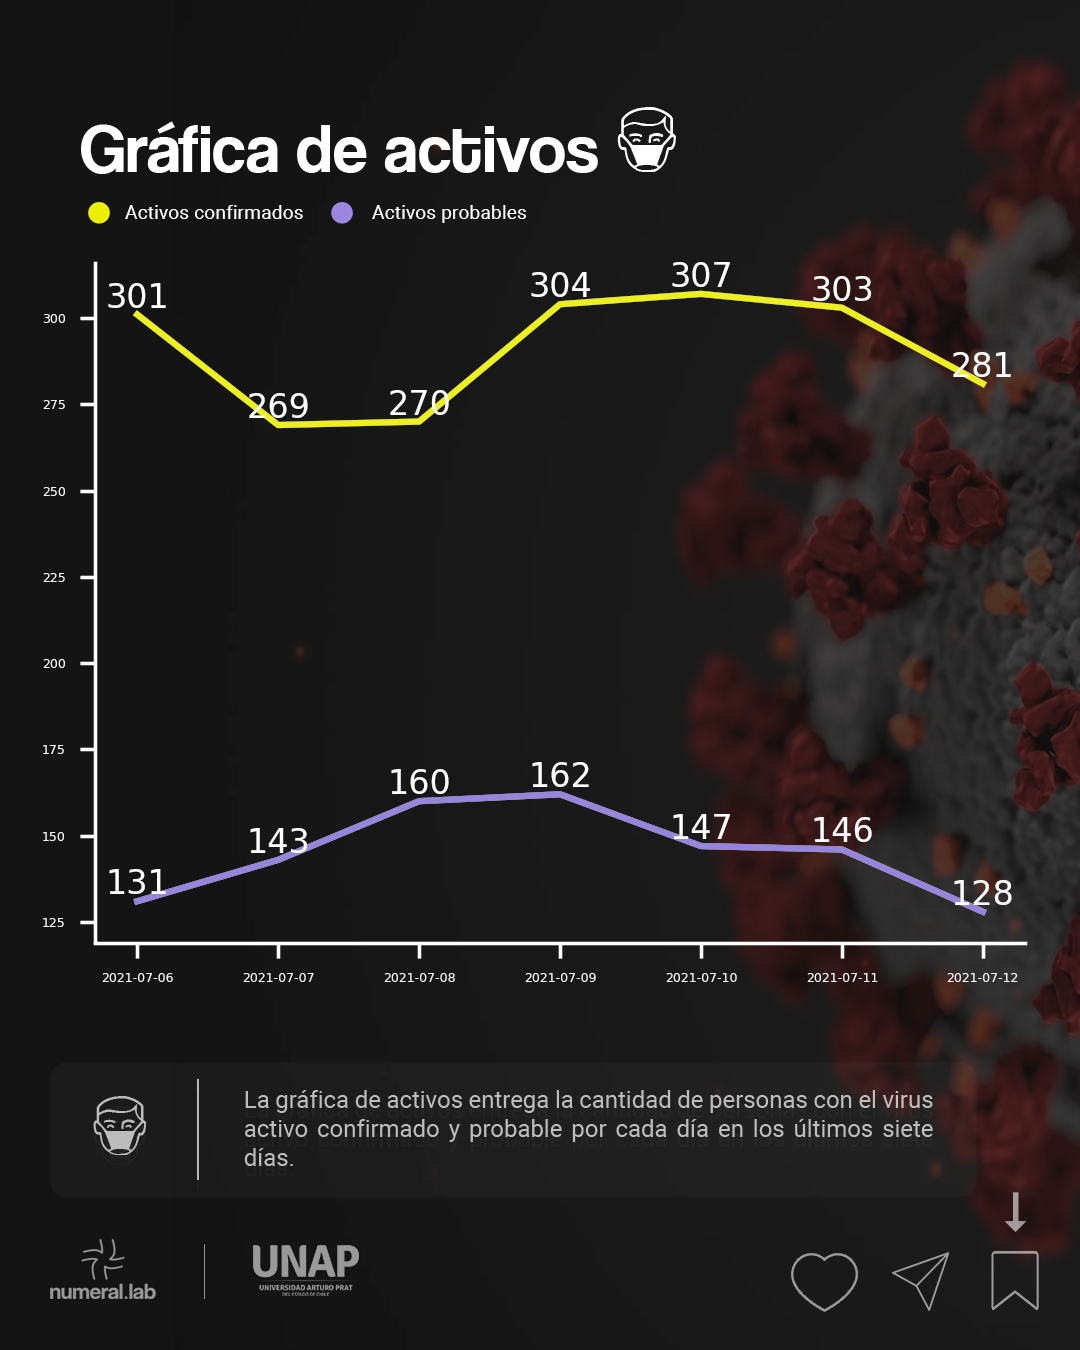 Gráfica de activos
Activos confirmados Activos probables
301
269
270
304
307
303
281
300
275
250
225
200
175
150
125
131
143
160
162
147
146
128
2021-07-06 2021-07-07 2021-07-08 2021-07-09 2021-07-10 2021-07-11 2021-07-12
La gráfica de activos entrega la cantidad de personas con el virus
activo confirmado y probable por cada día en los últimos siete
días.
numeral.lab
UNAP
UNIVERSIDAD ARTURO PRAT
DEL ESTADO DE CHILE